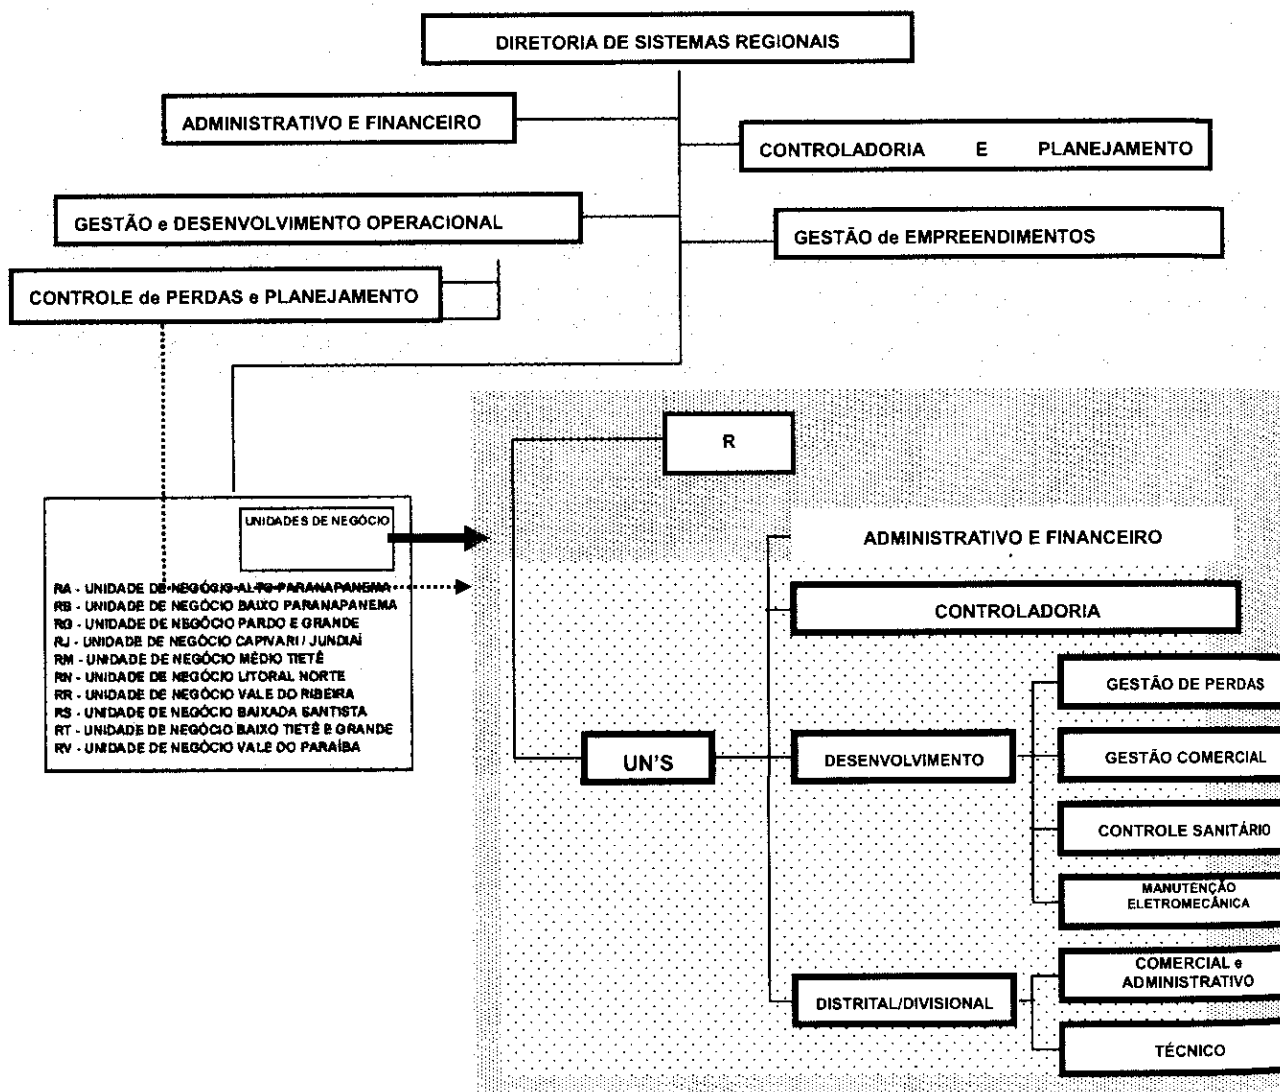 DIRETORIA DE SISTEMAS REGIONAIS
ADMINISTRATIVO E FINANCEIRO
CONTROLADORIA E PLANEJAMENTO
GESTÃO e DESENVOLVIMENTO OPERACIONAL
GESTÃO de EMPREENDIMENTOS
CONTROLE de PERDAS e PLANEJAMENTO
UNIDADES DE NEGÓCIO
RA - UNIDADE DE NEGÓCIO ALTO PARANAPANEMA
RB - UNIDADE DE NEGÓCIO BAIXO PARANAPANEMA
RG - UNIDADE DE NEGÓCIO PARDO E GRANDE
RJ - UNIDADE DE NEGÓCIO CAPIVARI / JUNDIAÍ
RM - UNIDADE DE NEGÓCIO MÉDIO TIETÊ
RN - UNIDADE DE NEGÓCIO LITORAL NORTE
RR - UNIDADE DE NEGÓCIO VALE DO RIBEIRA
RS - UNIDADE DE NEGÓCIO BAIXADA SANTISTA
RT - UNIDADE DE NEGÓCIO BAIXO TIETÊ E GRANDE
RV - UNIDADE DE NEGÓCIO VALE DO PARAÍBA
R
UN'S
ADMINISTRATIVO E FINANCEIRO
CONTROLADORIA
DESENVOLVIMENTO
GESTÃO DE PERDAS
GESTÃO COMERCIAL
CONTROLE SANITÁRIO
MANUTENÇÃO
ELETROMECÂNICA
DISTRITAL/DIVISIONAL
COMERCIAL e
ADMINISTRATIVO
TÉCNICO